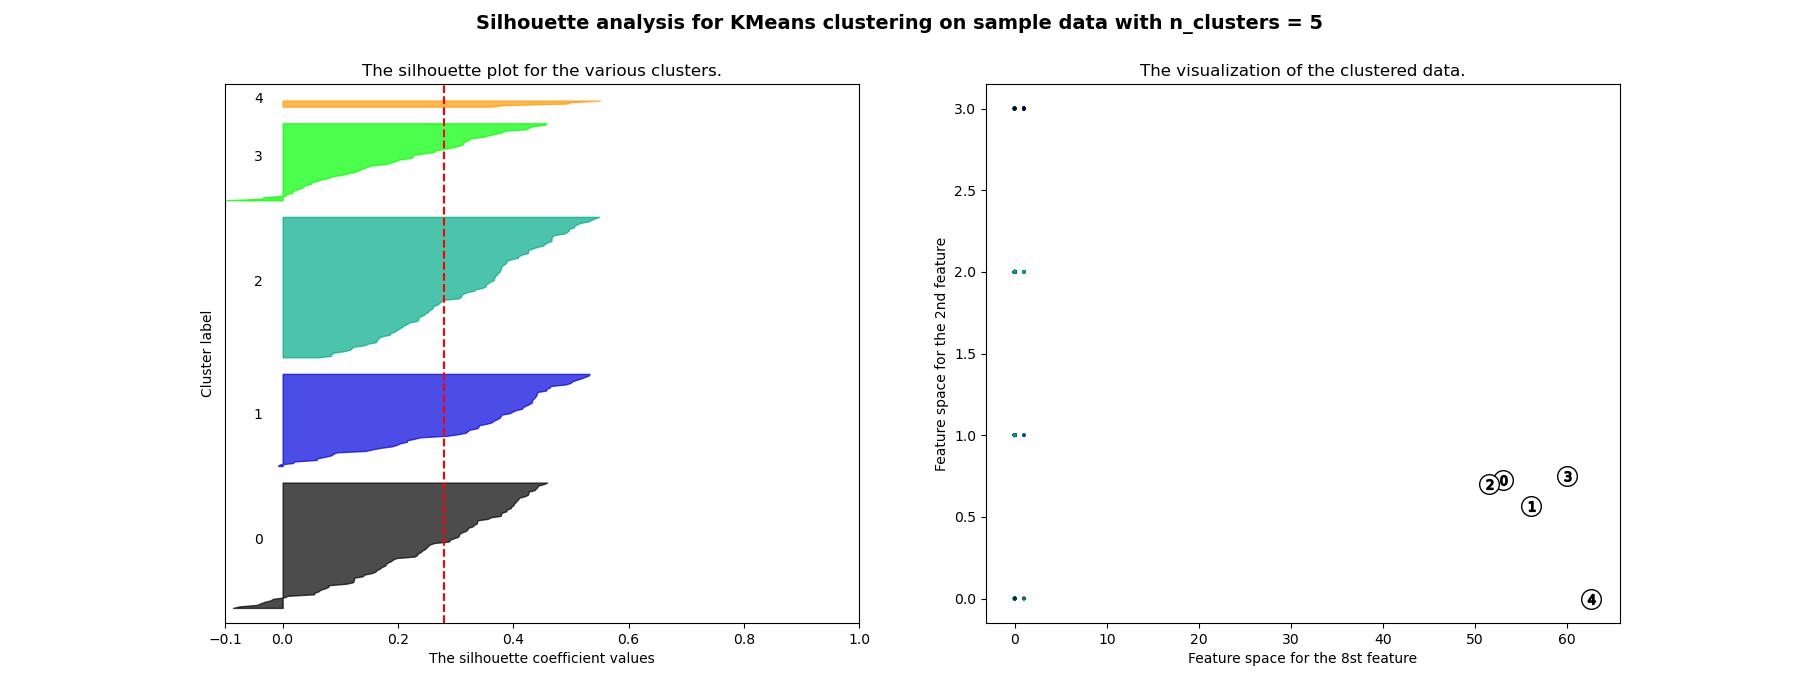 Silhouette analysis for KMeans clustering on sample data with n_clusters = 5
The silhouette plot for the various clusters.
4
3
2
1
0
Cluster label
−0.1 0.0 0.2 0.4 0.6 0.8 1.0
The silhouette coefficient values
The visualization of the clustered data.
3.0
2.5
2.0
1.5
1.0
0.5
0.0
Feature space for the 2nd feature
2 0 3
1
4
0 10 20 30 40 50 60
Feature space for the 8st feature